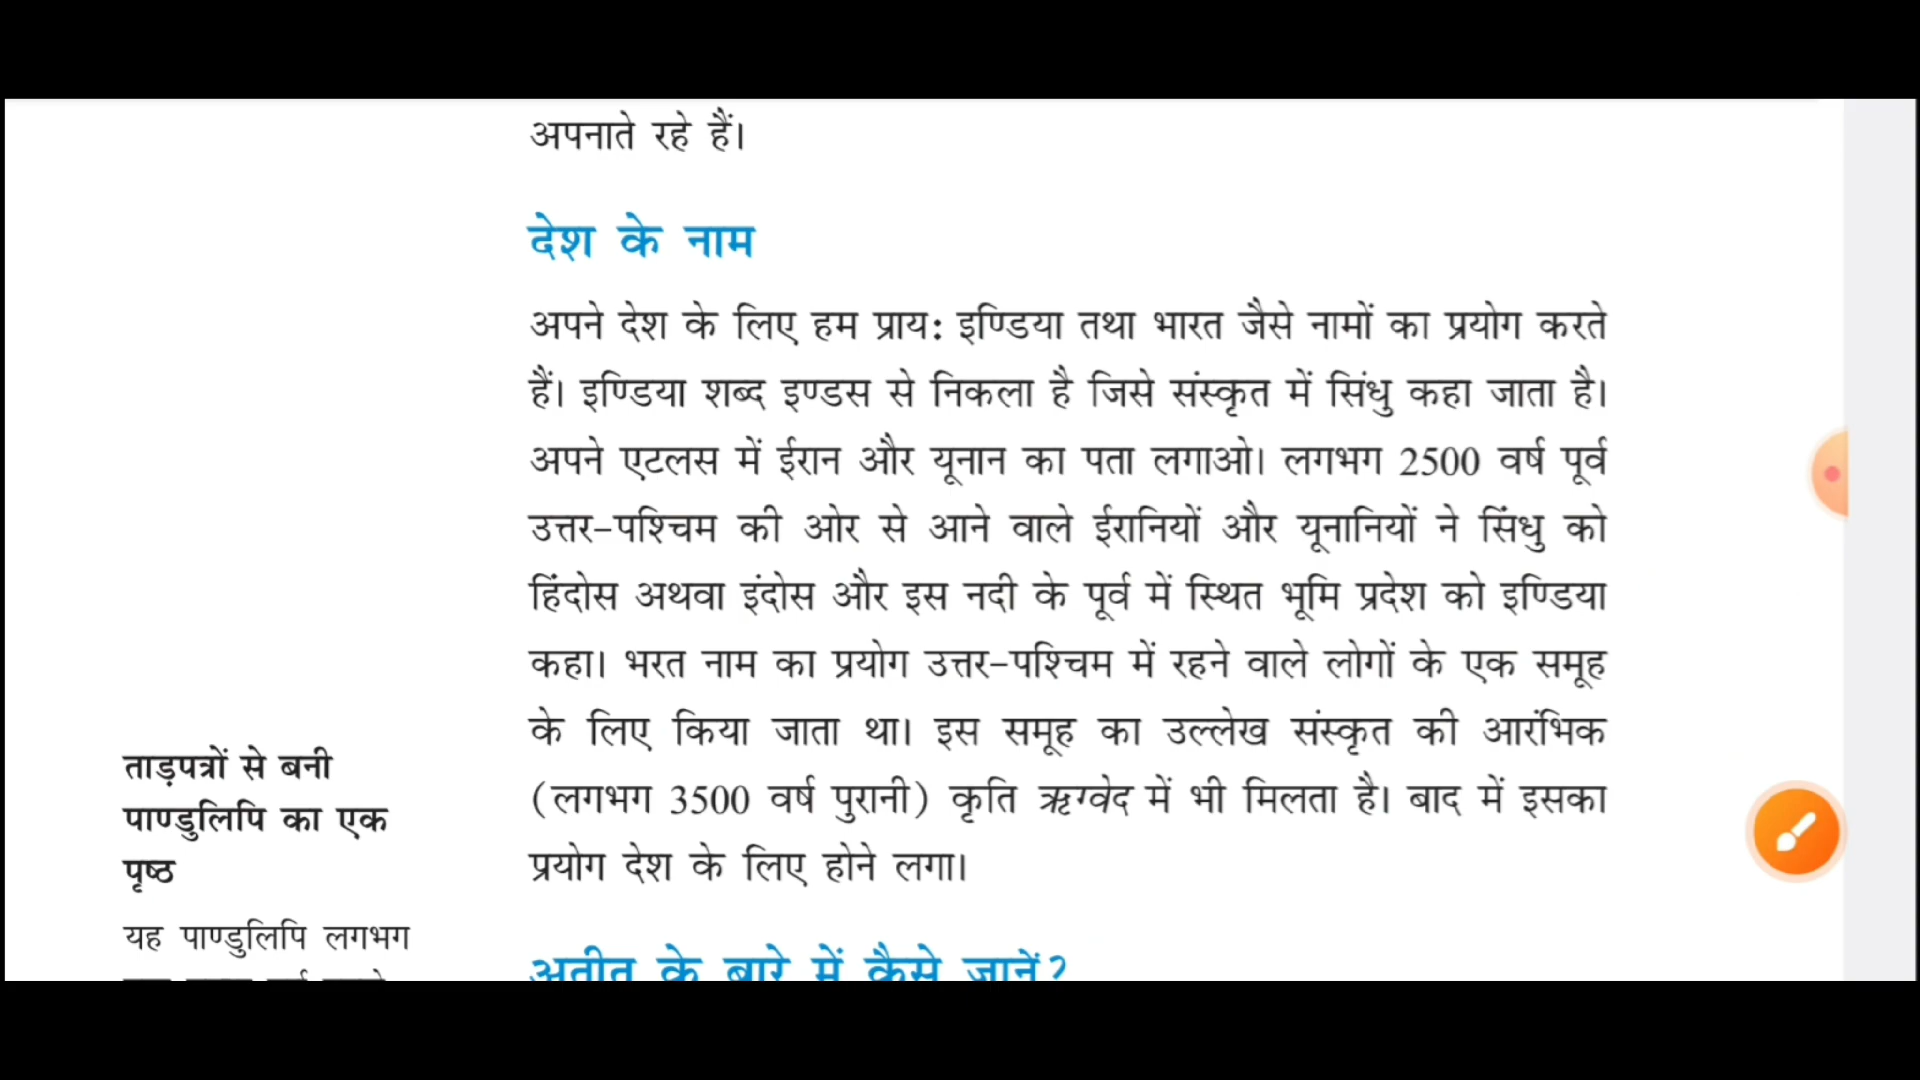 अपनाते रहे हैं।
देश के नाम
अपने देश के लिए हम प्राय: इण्डिया तथा भारत जैसे नामों का प्रयोग करते
हैं। इण्डिया शब्द इण्डस से निकला है जिसे संस्कृत में सिंधु कहा जाता है।
अपने एटलस में ईरान और यूनान का पता लगाओ। लगभग 2500 वर्ष पूर्व
उत्तर-पश्चिम की ओर से आने वाले ईरानियों और यूनानियों ने सिंधु को
हिंदोस अथवा इंदोस और इस नदी के पूर्व में स्थित भूमि प्रदेश को इण्डिया
कहा। भरत नाम का प्रयोग उत्तर-पश्चिम में रहने वाले लोगों के एक समूह
के लिए किया जाता था। इस समूह का उल्लेख संस्कृत की आरंभिक
(लगभग 3500 वर्ष पुरानी) कृति ऋग्वेद में भी मिलता है। बाद में इसका
प्रयोग देश के लिए होने लगा।
ताड़पत्रों से बनी
पाण्डुलिपि का एक
पृष्ठ
यह पाण्डुलिपि लगभग
अतीत के बारे में कैसे जानें?